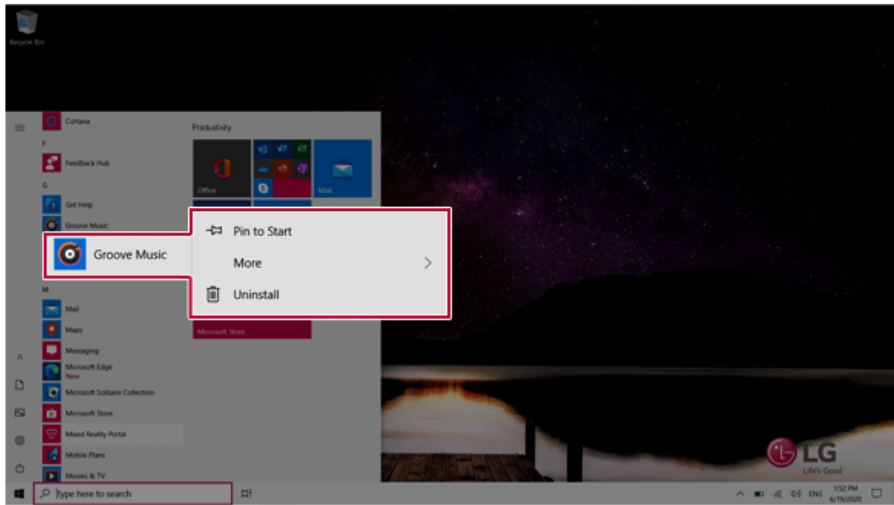 Recycle Bin
Cortana
Productivity
F
Feedback Hub
G
Office
Mail
Get Help
Groove Music
Groove Music
Pin to Start
More
Uninstall
M
Mail
Maps
Microsoft Store
Messaging
Microsoft Edge
New
Microsoft Solitaire Collection
Microsoft Store
Mixed Reality Portal
Mobile Plans
Movies & TV
LG
Life's Good
Type here to search
ENG
1:52 PM
6/19/2020